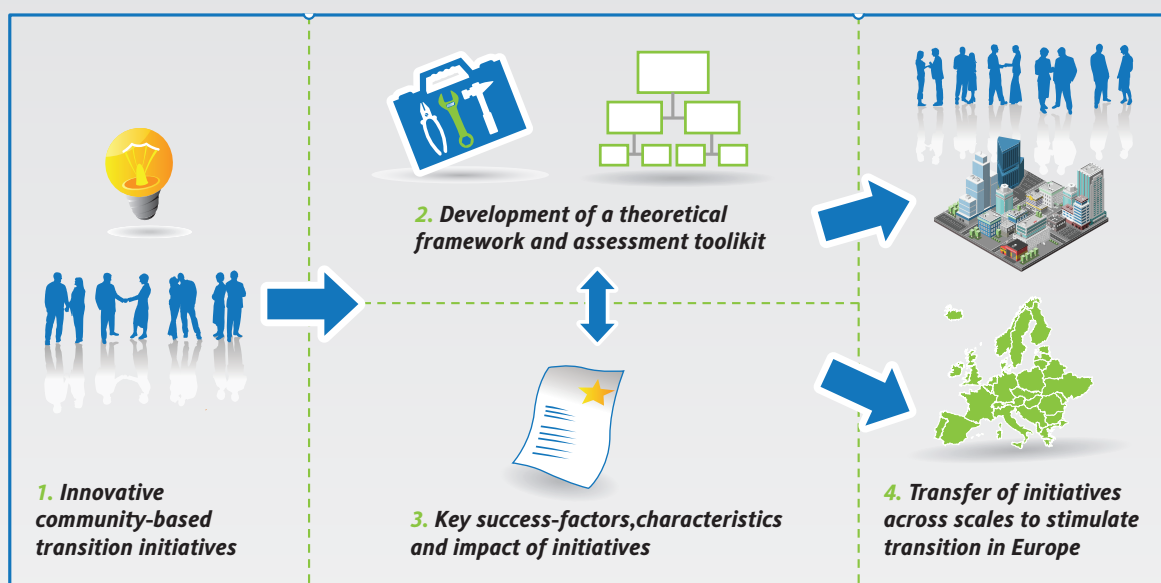 1. Innovative
community-based
transition initiatives
2. Development of a theoretical
framework and assessment toolkit
3. Key success-factors,characteristics
and impact of initiatives
4. Transfer of initiatives
across scales to stimulate
transition in Europe